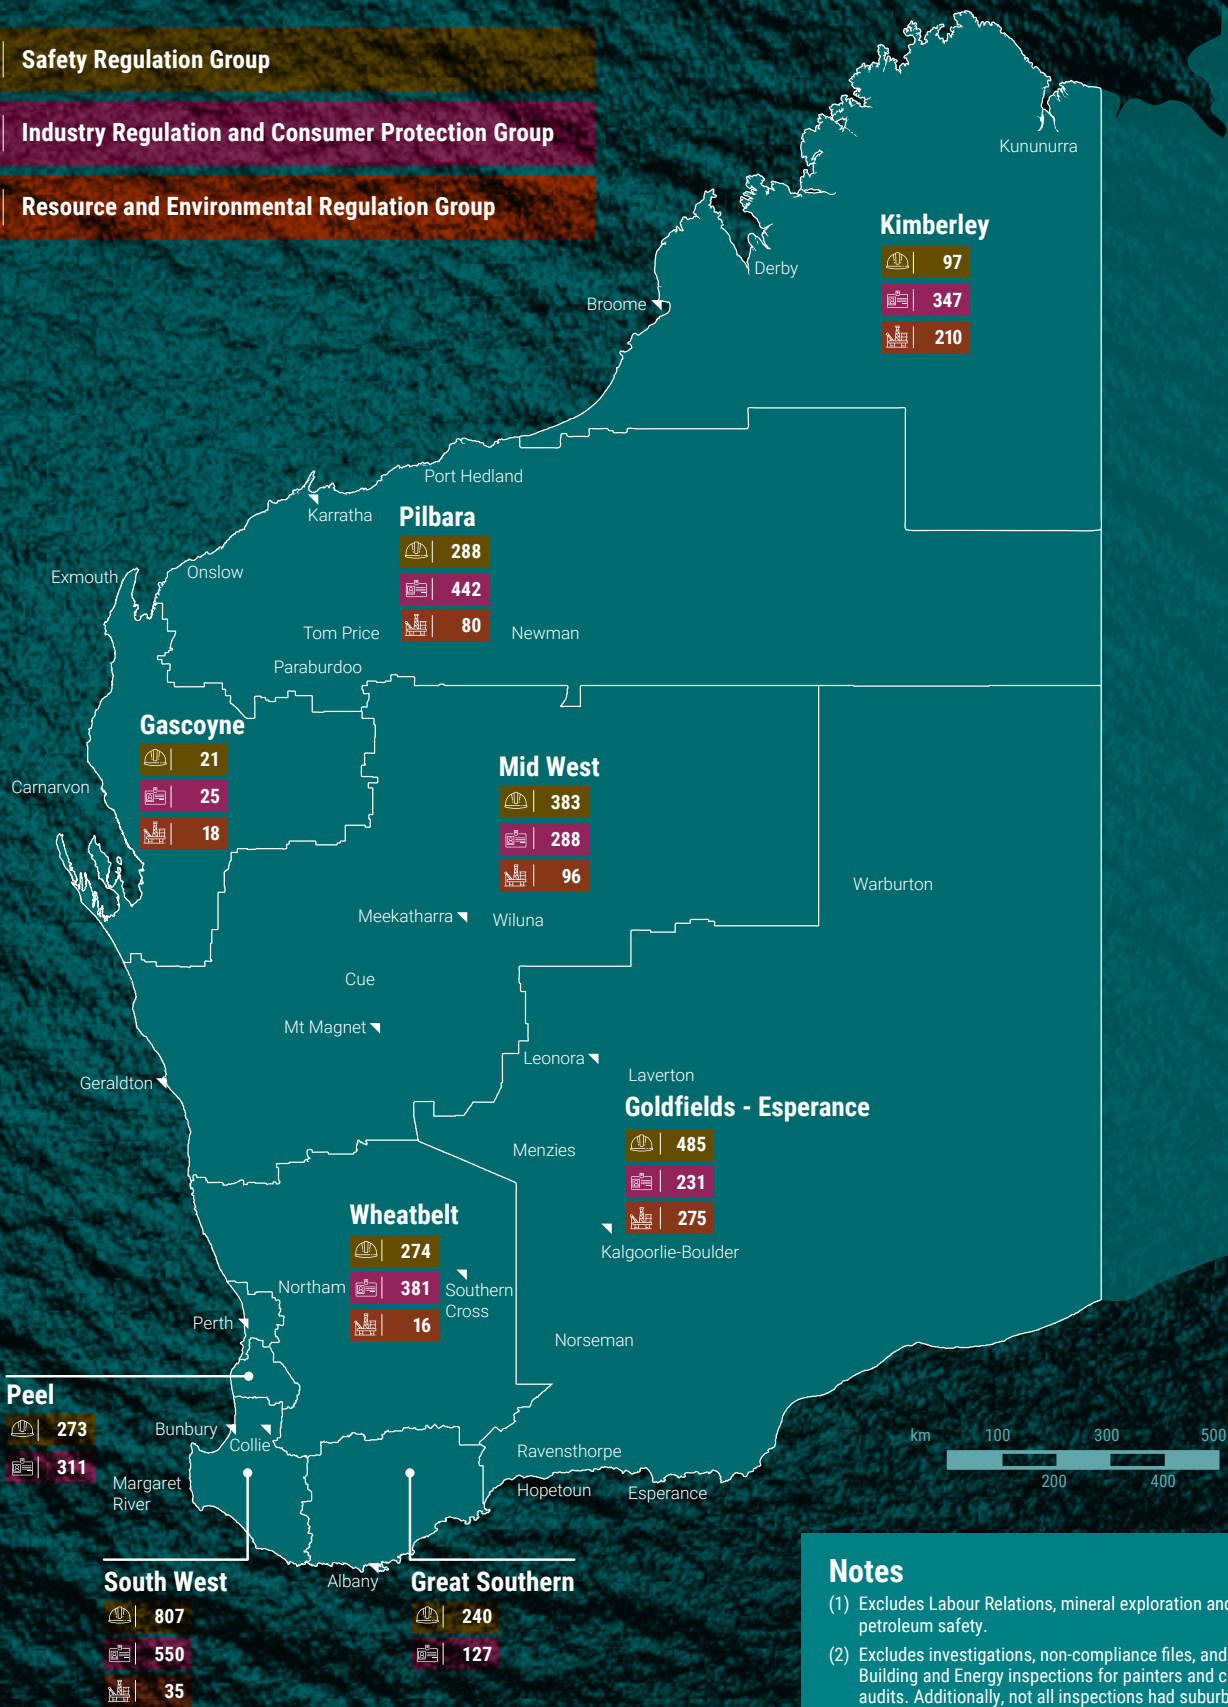 Safety Regulation Group
Industry Regulation and Consumer Protection Group
Resource and Environmental Regulation Group
Kununurra
Kimberley
97
347
210
Derby
Broome
Port Hedland
Karratha
Pilbara
288
442
80
Exmouth
Onslow
Tom Price
Newman
Paraburdoo
Gascoyne
21
25
18
Carnarvon
Mid West
383
288
96
Warburton
Meekatharra
Wiluna
Cue
Mt Magnet
Leonora
Laverton
Geraldton
Goldfields - Esperance
485
231
275
Menzies
Kalgoorlie-Boulder
Wheatbelt
274
381
16
Northam
Southern
Cross
Perth
Norseman
Peel
273
311
Bunbury
Collie
Margaret
River
Ravensthorpe
Hopetoun
Esperance
km 100 300 500
200 400
Albany
South West
807
550
35
Great Southern
240
127
Notes
(1) Excludes Labour Relations, mineral exploration and
petroleum safety.
(2) Excludes investigations, non-compliance files, and
Building and Energy inspections for painters and
audits. Additionally, not all inspections had